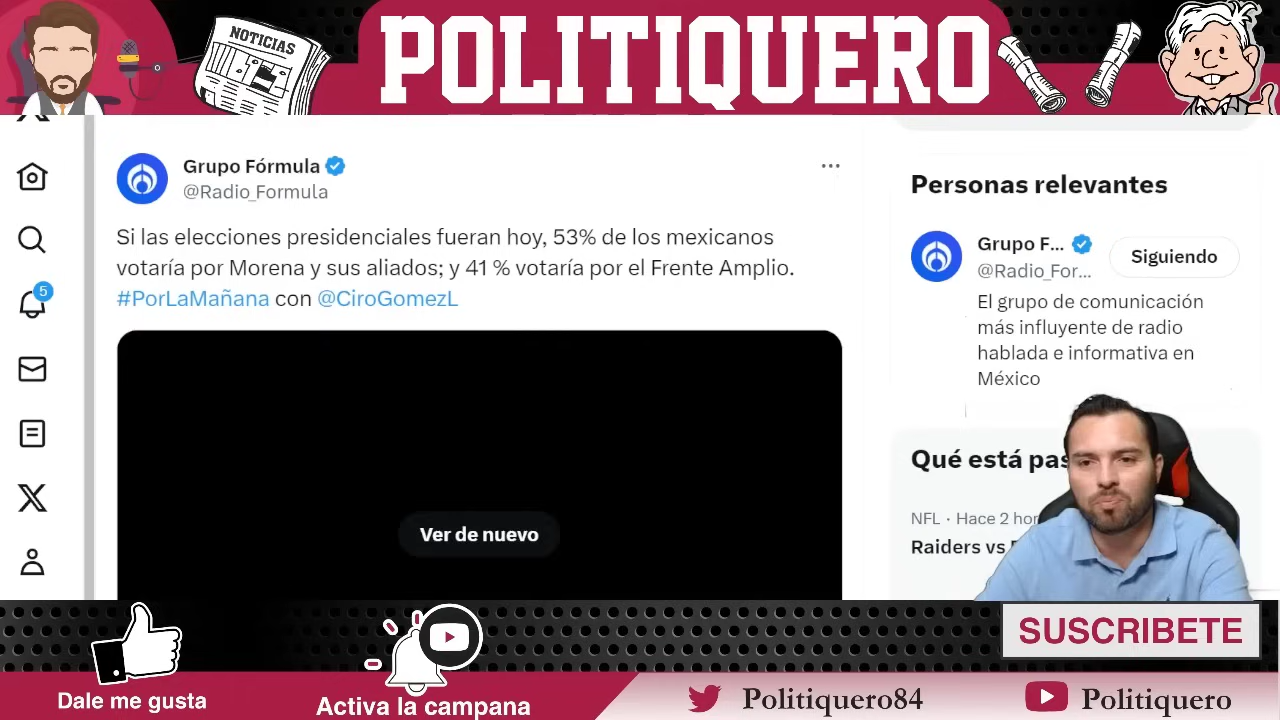 NOTICIAS
POLITIQUERO
Grupo Fórmula
@Radio_Formula
Si las elecciones presidenciales fueran hoy, 53% de los mexicanos
votaría por Morena y sus aliados; y 41 % votaría por el Frente Amplio.
#PorLaMañana con @CiroGomezL
Ver de nuevo
5
Personas relevantes
Grupo F...
@Radio_For...
Siguiendo
El grupo de comunicación
más influyente de radio
hablada e informativa en
México
Qué está
NFL · Hace 2
Raiders vs
SUSCRIBETE
Dale me gusta
Activa la campana
Politiquero84
Politiquero